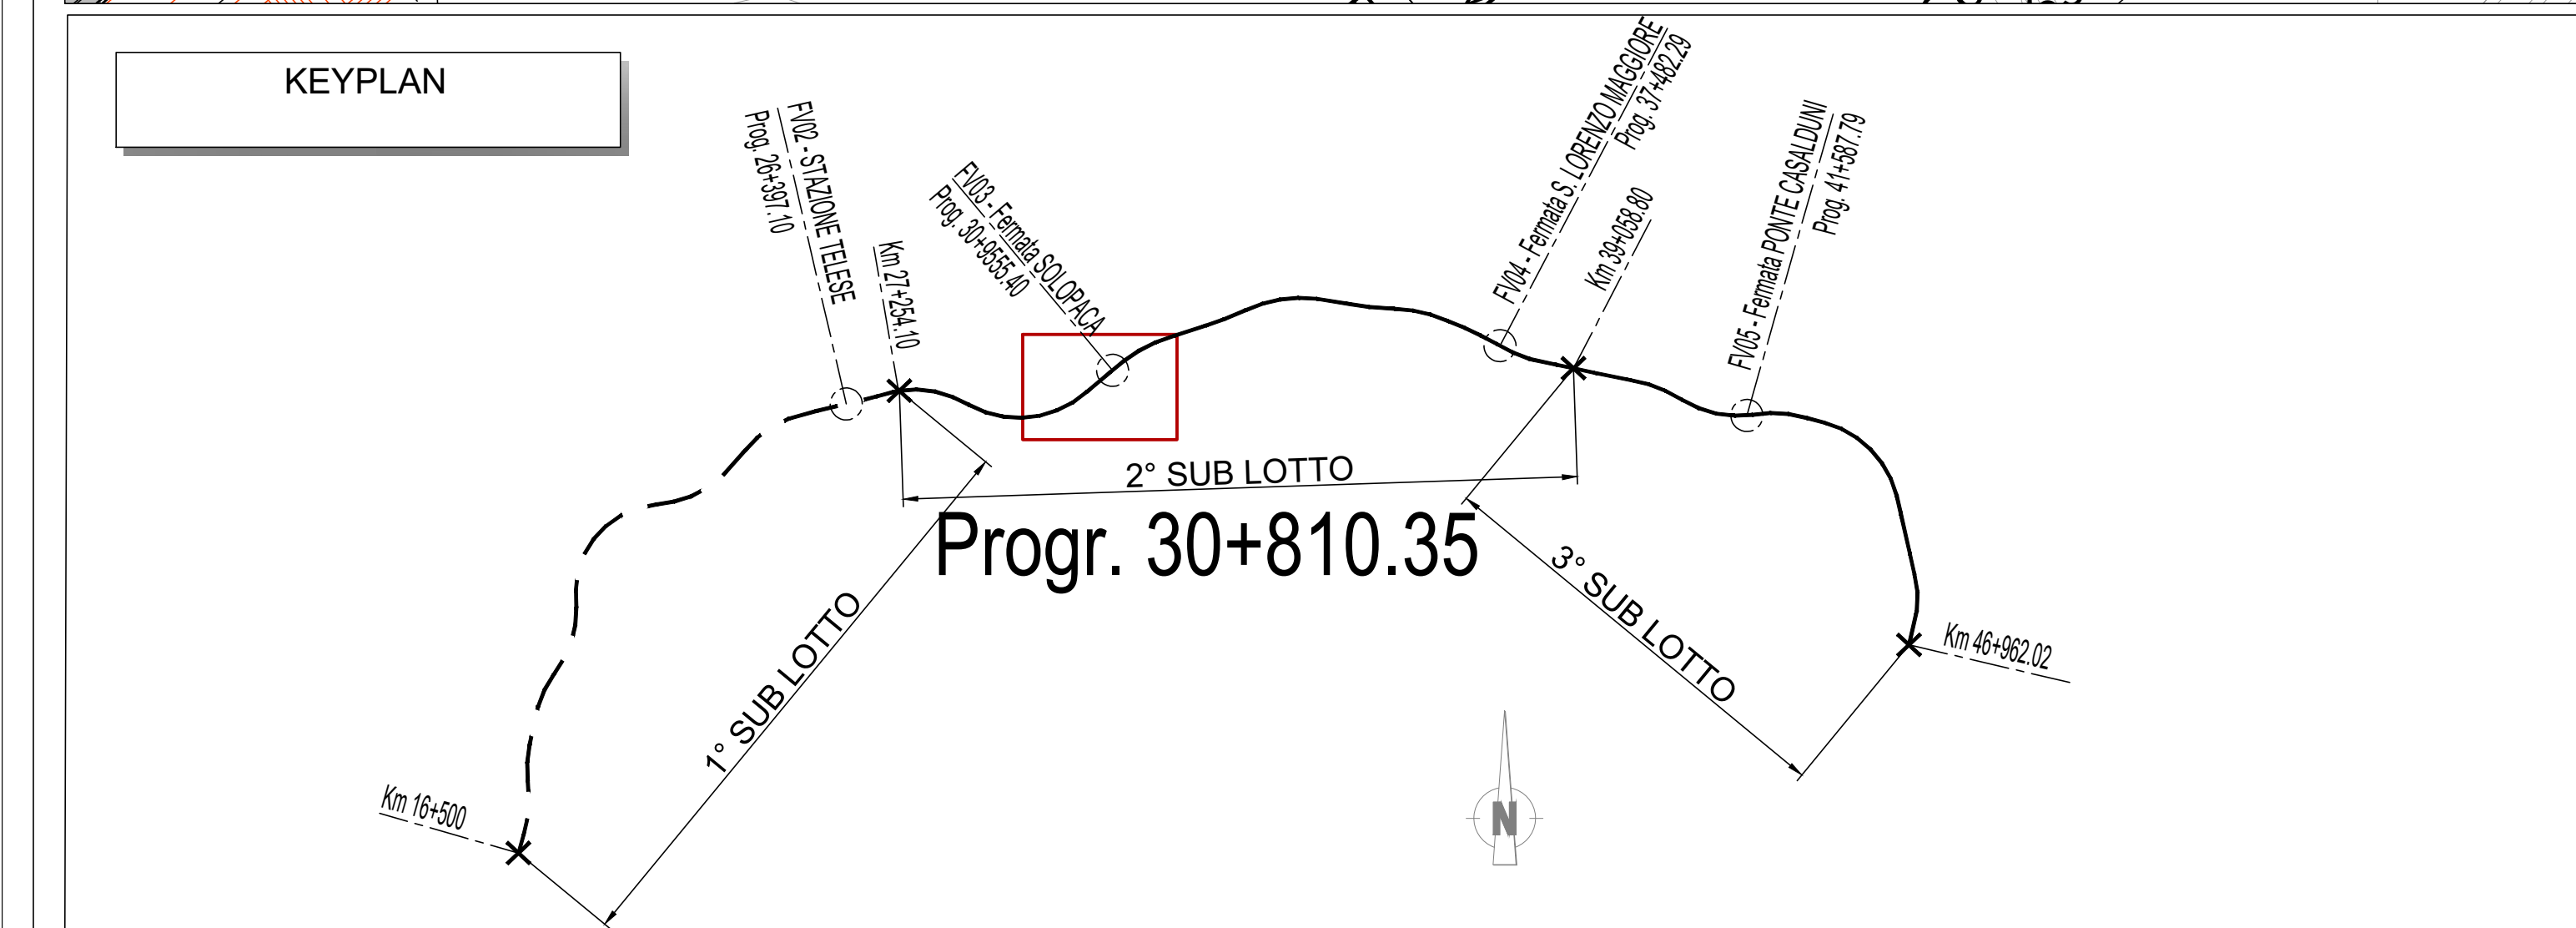 KEYPLAN
FV02 - STAZIONE TELESE
Prog. 26+397.10
Km 27+254.10
FV03 - Fermata SOLOPACA
Prog. 30+9555.40
FV04 - Fermata S. LORENZO MAGGIORE
Prog. 37+482.29
Km 39+058.80
FV05 - Fermata PONTE CASALDUNI
Prog. 41+587.79
2° SUB LOTTO
Progr. 30+810.35
1° SUB LOTTO
3° SUB LOTTO
Km 46+962.02
Km 16+500
N